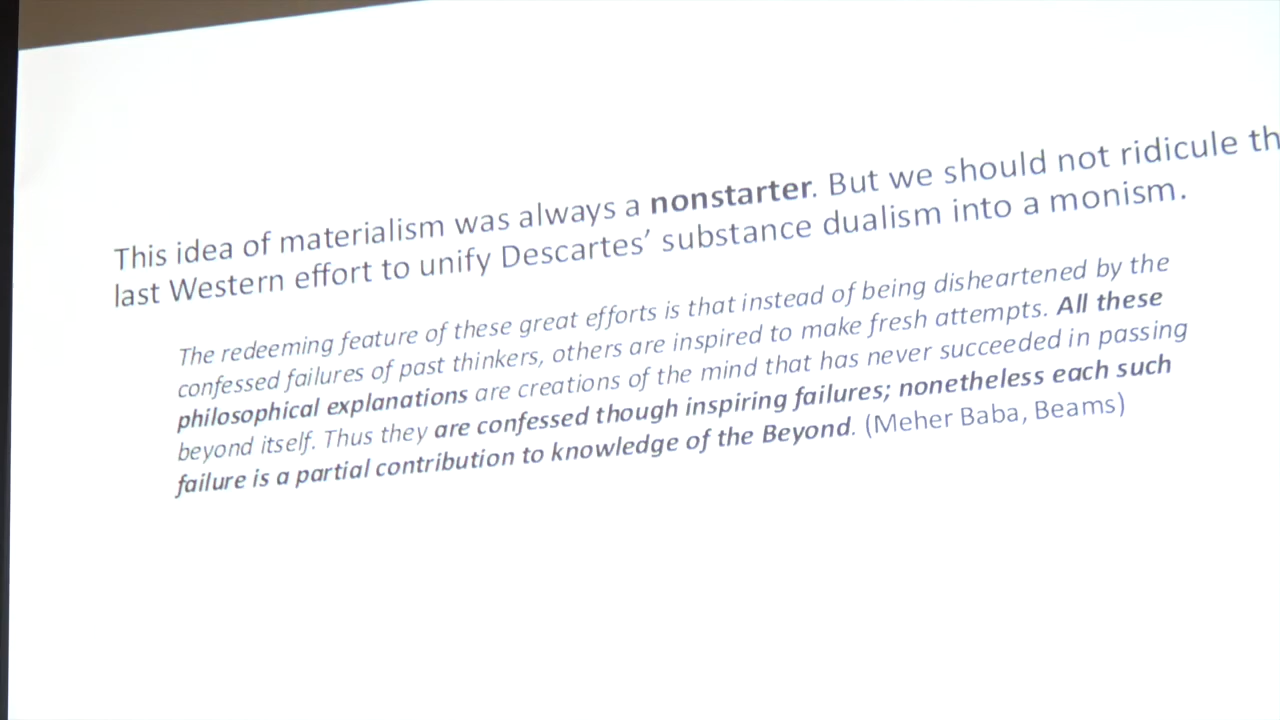 This idea of materialism was always a nonstarter. But we should not ridicule
last Western effort to unify Descartes’ substance dualism into a monism.
The redeeming feature of these great efforts is that instead of being disheartened by the
confessed failures of past thinkers, others are inspired to make fresh attempts. All these
philosophical explanations are creations of the mind that has never succeeded in passing
beyond itself. Thus they are confessed though inspiring failures; nonetheless each such
failure is a partial contribution to knowledge of the Beyond. (Meher Baba, Beams)